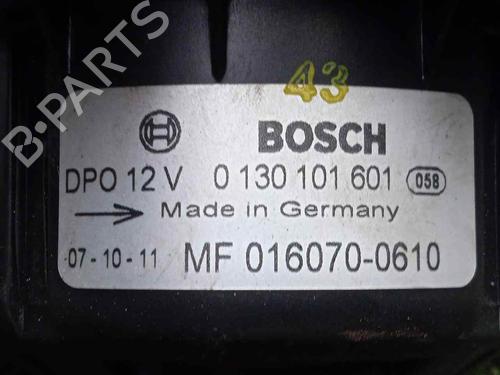 B-PARTS
43
BOSCH
DPO 12 V 0 130 101 601 058
Made in Germany
07-10-11 MF 016070-0610